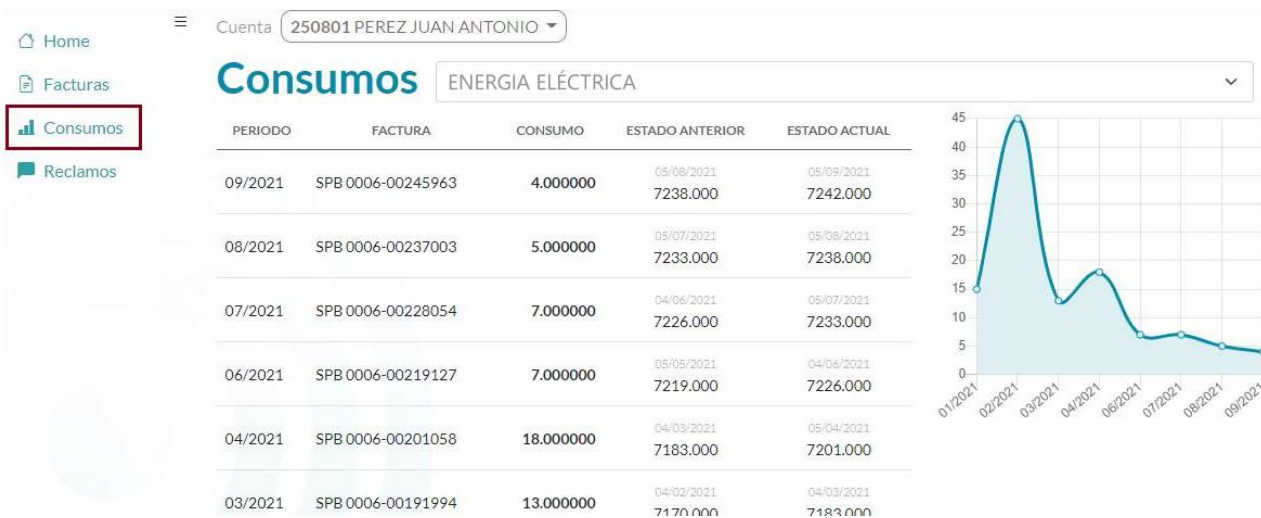 Home
Facturas
Consumos
Reclamos
Cuenta 250801 PEREZ JUAN ANTONIO
Consumos ENERGIA ELÉCTRICA
PERIODO FACTURA CONSUMO ESTADO ANTERIOR ESTADO ACTUAL
05/08/2021 05/09/2021
09/2021 SPB 0006-00245963 4.000000 7238.000 7242.000
05/07/2021 05/08/2021
08/2021 SPB 0006-00237003 5.000000 7233.000 7238.000
04/06/2021 05/07/2021
07/2021 SPB 0006-00228054 7.000000 7226.000 7233.000
05/05/2021 04/06/2021
06/2021 SPB 0006-00219127 7.000000 7219.000 7226.000
04/03/2021 05/04/2021
04/2021 SPB 0006-00201058 18.000000 7183.000 7201.000
04/02/2021 04/03/2021
03/2021 SPB 0006-00191994 13.000000 7170.000 7183.000
45
40
35
30
25
20
15
10
5
0
01/2021 02/2021 03/2021 04/2021 06/2021 07/2021 08/2021 09/2021